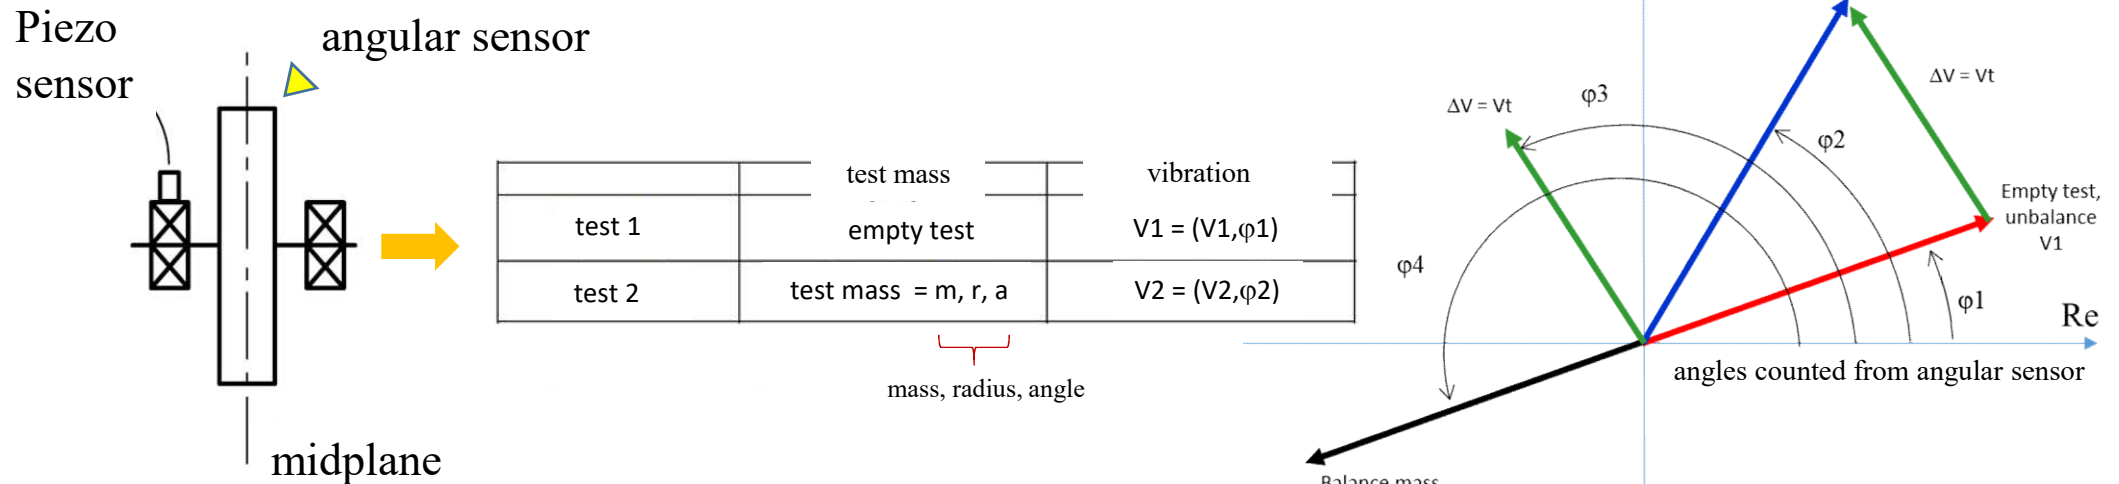 Piezo
sensor
angular sensor
midplane
test mass
vibration
test 1
empty test
V1 = (V1,φ1)
test 2
test mass = m, r, a
V2 = (V2,φ2)
mass, radius, angle
ΔV = Vt
φ3
ΔV = Vt
φ2
Empty test,
unbalance
V1
φ4
φ1
Re
angles counted from angular sensor
Balance mass